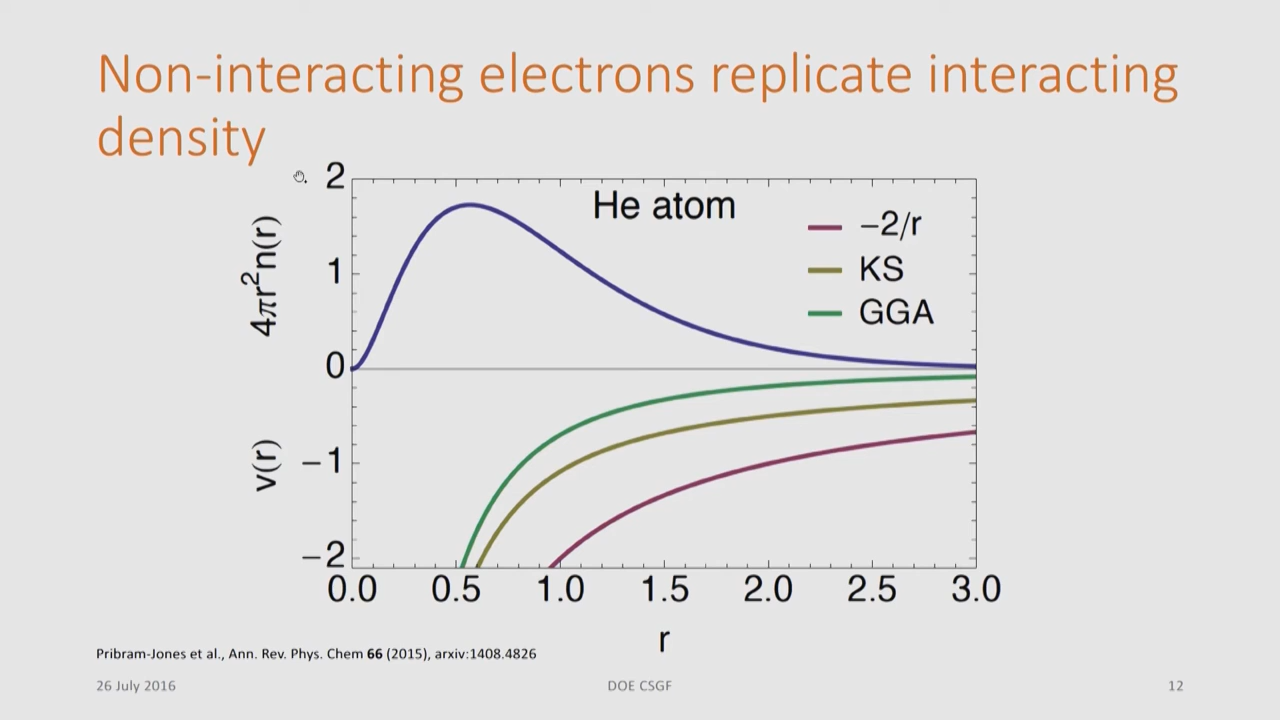 Non-interacting electrons replicate interacting
density
4πr²n(r)
v(r)
2
1
0
−1
−2
He atom
−2/r
KS
GGA
0.0 0.5 1.0 1.5 2.0 2.5 3.0
r
Pribram-Jones et al., Ann. Rev. Phys. Chem 66 (2015), arxiv:1408.4826
26 July 2016 DOE CSGF 12